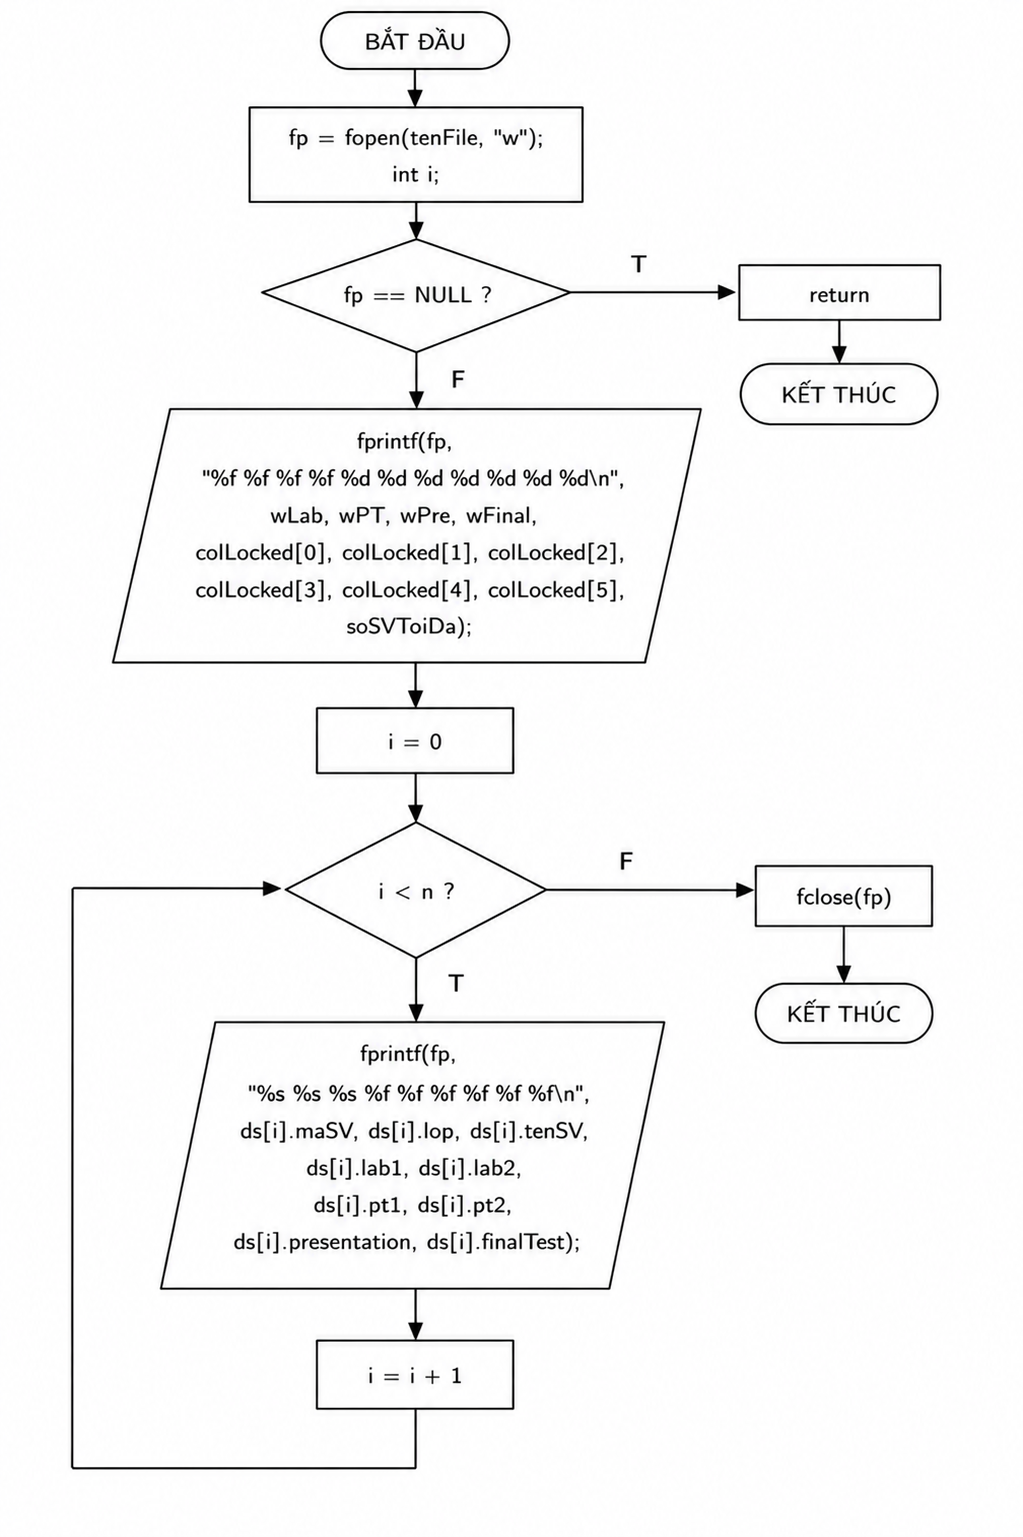 BẮT ĐẦU
fp = fopen(tenFile, "w");
int i;
fp == NULL ?
T
return
KẾT THÚC
F
fprintf(fp,
"%f %f %f %f %d %d %d %d %d %d %d\n",
wLab, wPT, wPre, wFinal,
colLocked[0], colLocked[1], colLocked[2],
colLocked[3], colLocked[4], colLocked[5],
soSVToiDa);
i = 0
i < n ?
F
fclose(fp)
KẾT THÚC
T
fprintf(fp,
"%s %s %s %f %f %f %f %f %f\n",
ds[i].maSV, ds[i].lop, ds[i].tenSV,
ds[i].lab1, ds[i].lab2,
ds[i].pt1, ds[i].pt2,
ds[i].presentation, ds[i].finalTest);
i = i + 1